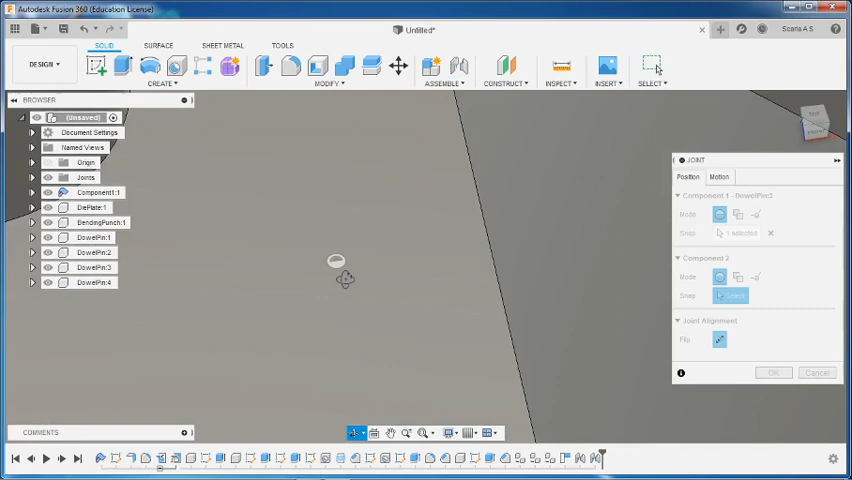 Autodesk Fusion 360 (Education License)
Untitled*
Scaria A S
SOLID SURFACE SHEET METAL TOOLS
DESIGN
CREATE MODIFY ASSEMBLE CONSTRUCT INSPECT INSERT SELECT
BROWSER
(Unsaved)
Document Settings
Named Views
Origin
Joints
Component1:1
DiePlate:1
BendingPunch:1
DowelPin:1
DowelPin:2
DowelPin:3
DowelPin:4
TOP
FRONT
JOINT
Position Motion
Component 1 - DowelPin:3
Mode
Snap 1 selected
Component 2
Mode
Snap Select
Joint Alignment
Flip
OK Cancel
COMMENTS